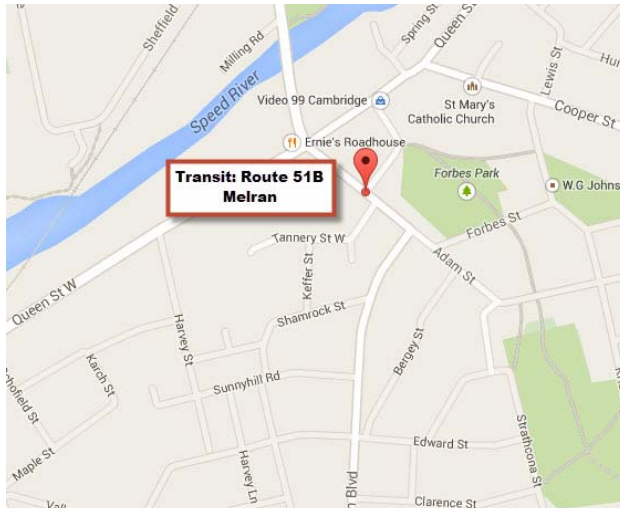 Sheffield
Milling Rd
Spring St
Queen St
Lewis St
Speed River
Video 99 Cambridge
St Mary's
Catholic Church
Cooper St
Ernie's Roadhouse
Transit: Route 51B
Melran
Forbes Park
W.G Johns
Forbes St
Tannery St W
Adam St
Keffer St
Queen St W
Shamrock St
Harvey St
Bergey St
Karch St
Sunnyhill Rd
Maple St
Harvey Ln
Edward St
Strathcona St
Blvd
Clarence St